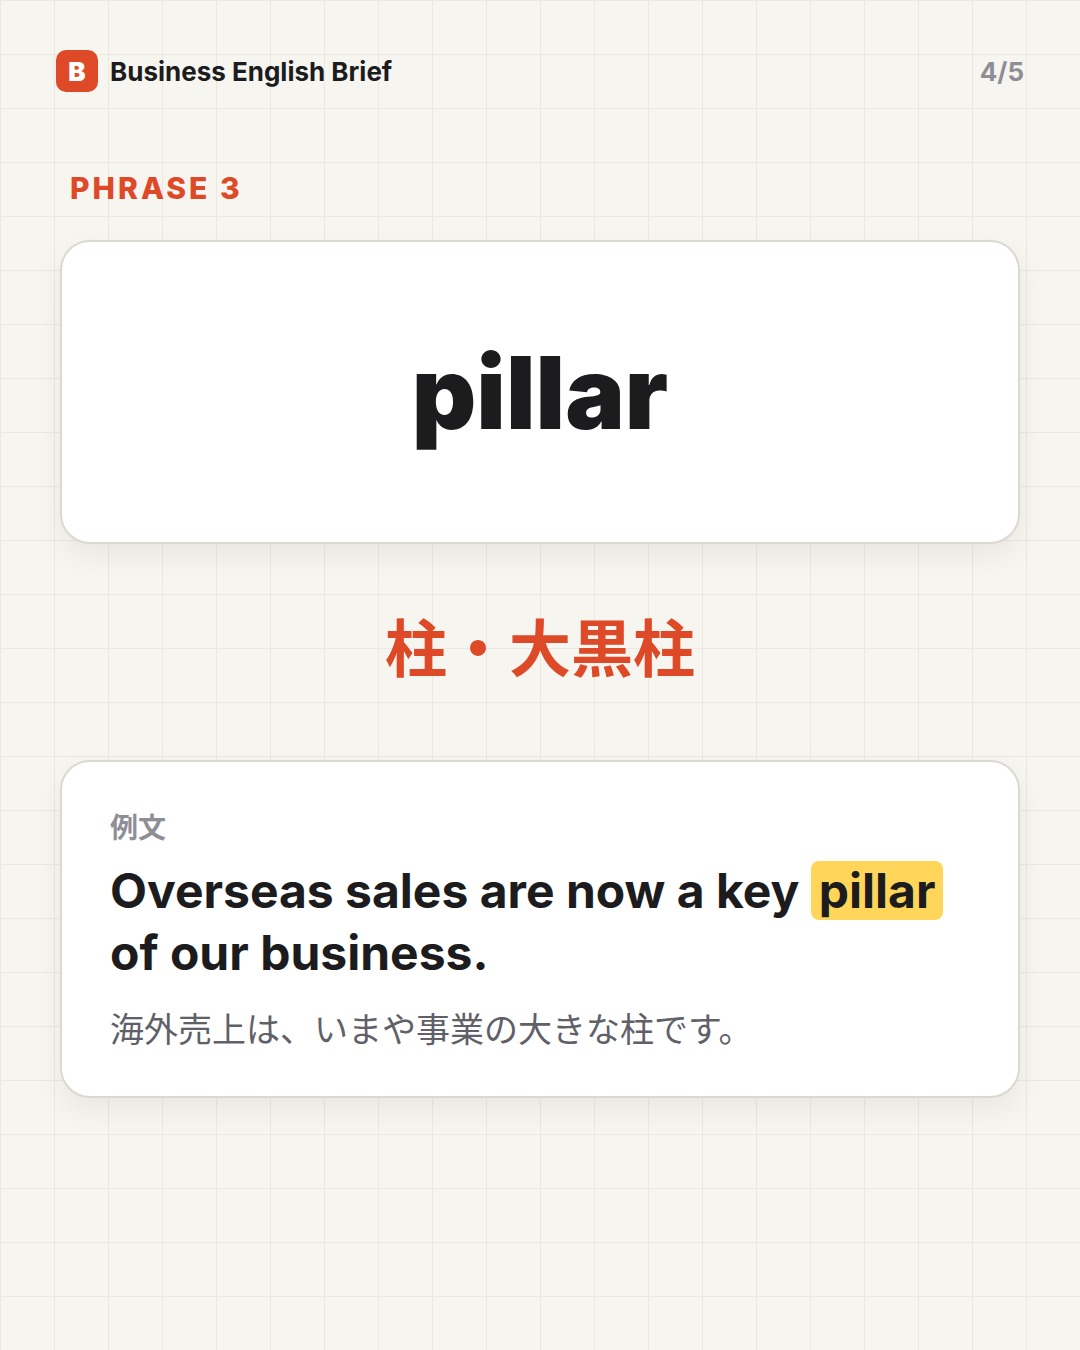 B Business English Brief
4/5
PHRASE 3
pillar
柱・大黒柱
例文
Overseas sales are now a key pillar
of our business.
海外売上は、いまや事業の大きな柱です。